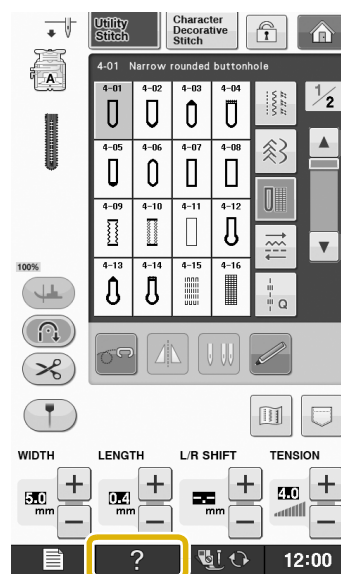 Utility Stitch
Character Decorative Stitch
A
4-01 Narrow rounded buttonhole
1/2
4-01 4-02 4-03 4-04
4-05 4-06 4-07 4-08
4-09 4-10 4-11 4-12
4-13 4-14 4-15 4-16
Q
100%
WIDTH LENGTH L/R SHIFT TENSION
5.0 mm + − 0.4 mm + − -.- mm + − 4.0 + −
? 12:00